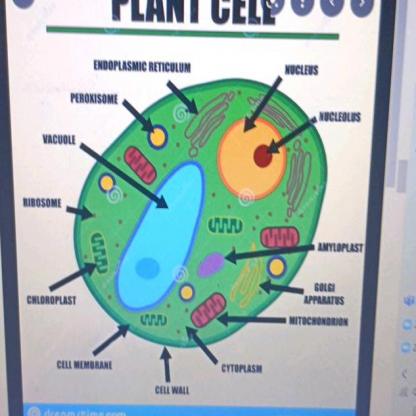 PLANT CELL
ENDOPLASMIC RETICULUM
NUCLEUS
PEROXISOME
NUCLEOLUS
VACUOLE
RIBOSOME
AMYLOPLAST
GOLGI
APPARATUS
CHLOROPLAST
MITOCHONDRION
CELL MEMBRANE
CYTOPLASM
CELL WALL
dreamstime.com